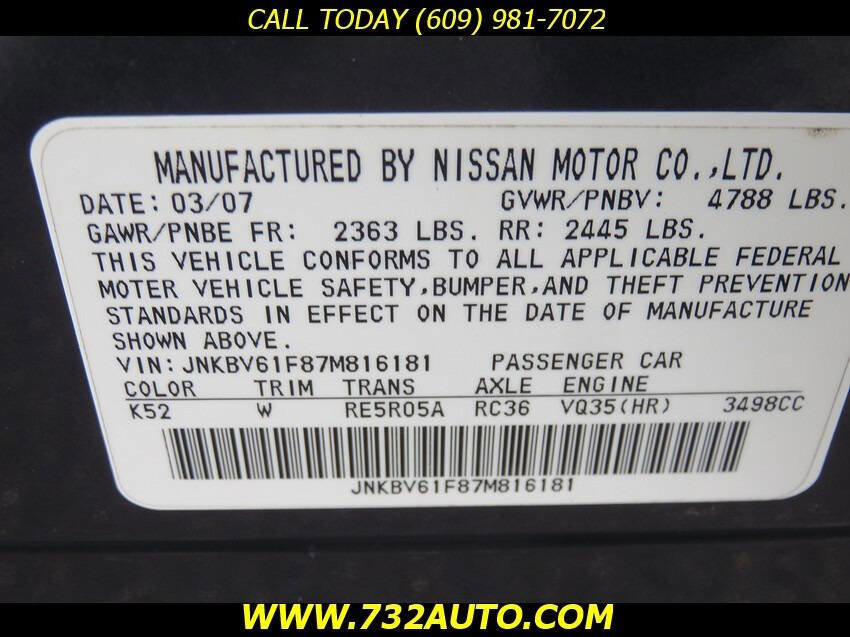 CALL TODAY (609) 981-7072
MANUFACTURED BY NISSAN MOTOR CO.,LTD.
DATE: 03/07 GVWR/PNBV: 4788 LBS.
GAWR/PNBE FR: 2363 LBS. RR: 2445 LBS.
THIS VEHICLE CONFORMS TO ALL APPLICABLE FEDERAL
MOTER VEHICLE SAFETY,BUMPER,AND THEFT PREVENTION
STANDARDS IN EFFECT ON THE DATE OF MANUFACTURE
SHOWN ABOVE.
VIN: JNKBV61F87M816181 PASSENGER CAR
COLOR TRIM TRANS AXLE ENGINE
K52 W RE5R05A RC36 VQ35(HR) 3498CC
JNKBV61F87M816181
WWW.732AUTO.COM